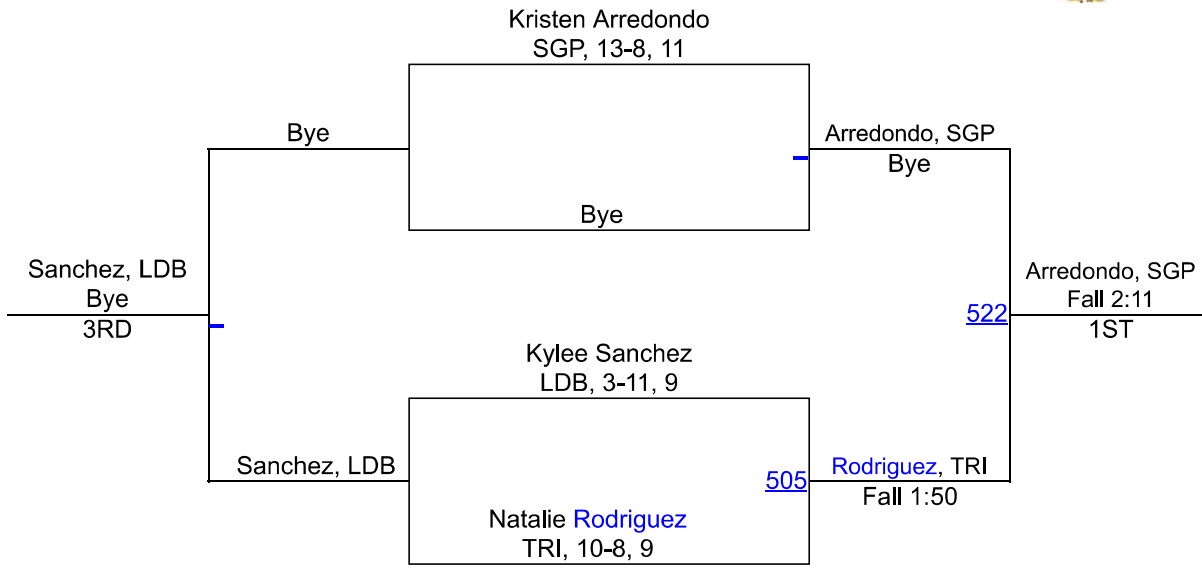 Kristen Arredondo
SGP, 13-8, 11
Bye
Arredondo, SGP
Bye
Bye
Sanchez, LDB
Bye
3RD
Arredondo, SGP
Fall 2:11
1ST
522
Kylee Sanchez
LDB, 3-11, 9
Sanchez, LDB
505
Rodriguez, TRI
Fall 1:50
Natalie Rodriguez
TRI, 10-8, 9